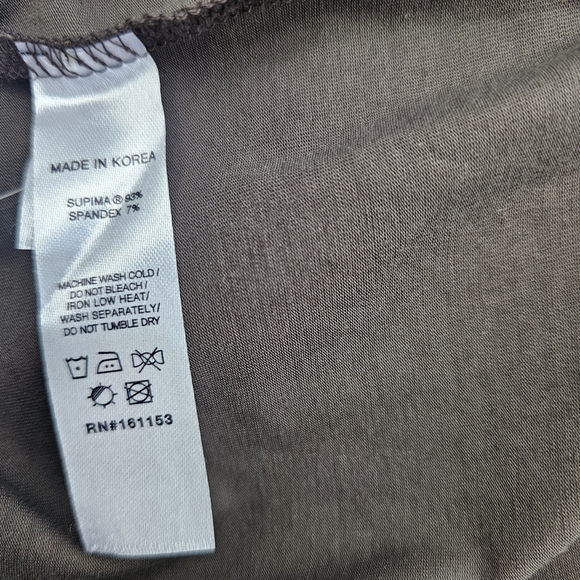 MADE IN KOREA
SUPIMA® 93%
SPANDEX 7%
MACHINE WASH COLD/
DO NOT BLEACH/
IRON LOW HEAT/
WASH SEPARATELY/
DO NOT TUMBLE DRY
RN#161153